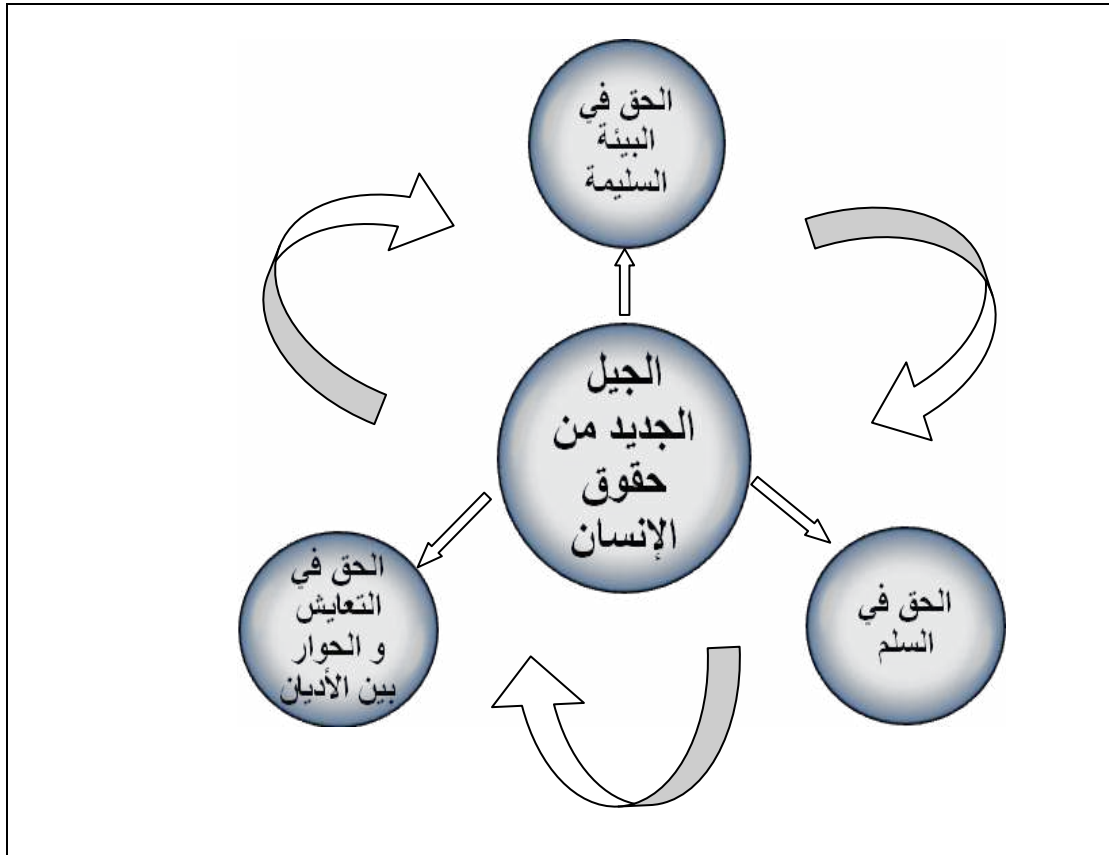 الحق في
البيئة
السليمة
الجيل
الجديد من
حقوق
الإنسان
الحق في
السلم
الحق في
التعايش
و الحوار
بين الأديان